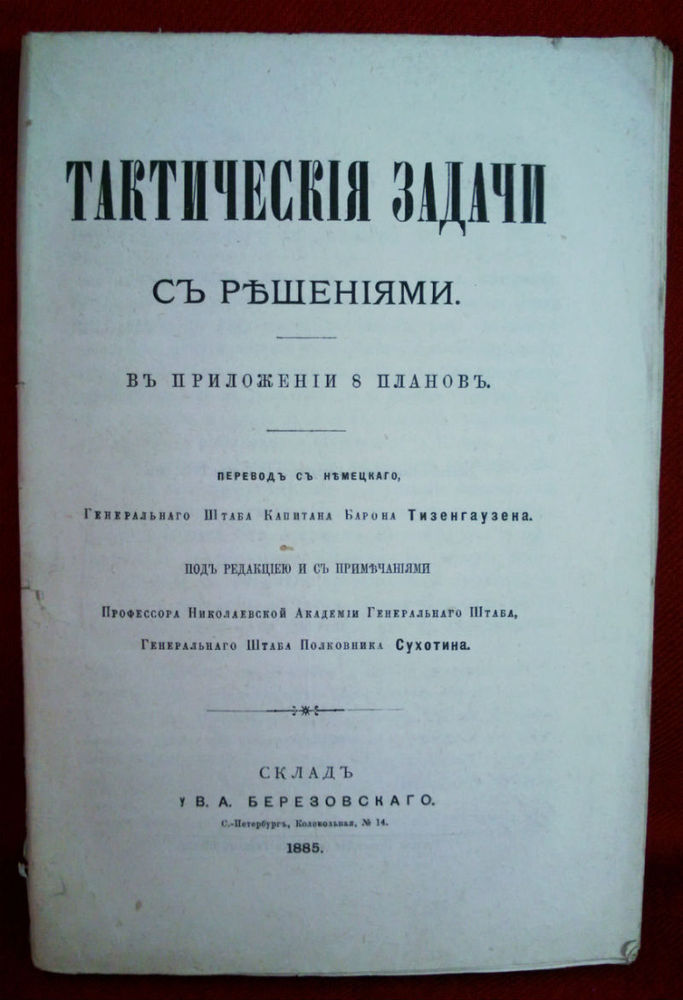 ТАКТИЧЕСКІЯ ЗАДАЧИ
СЪ РѢШЕНІЯМИ.
ВЪ ПРИЛОЖЕНІИ 8 ПЛАНОВЪ.
ПЕРЕВОДЪ СЪ НѢМЕЦКАГО,
Генеральнаго Штаба Капитана Барона Тизенгаузена.
ПОДЪ РЕДАКЦІЕЮ И СЪ ПРИМѢЧАНІЯМИ
Профессора Николаевской Академіи Генеральнаго Штаба,
Генеральнаго Штаба Полковника Сухотина.
СКЛАДЪ
У В. А. БЕРЕЗОВСКАГО.
С.-Петербургъ, Колокольная, № 14.
1885.